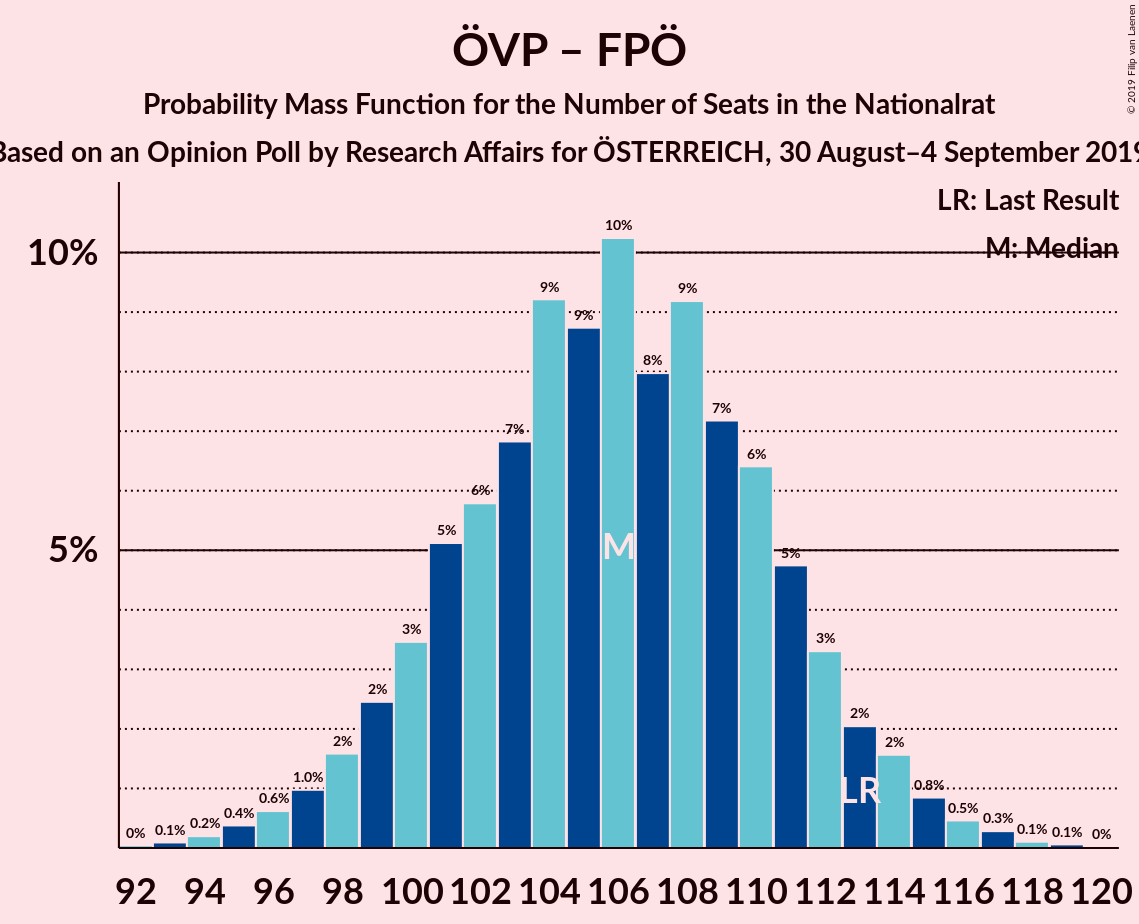 ÖVP – FPÖ
Probability Mass Function for the Number of Seats in the Nationalrat
Based on an Opinion Poll by Research Affairs for ÖSTERREICH, 30 August–4 September 2019
© 2019 Filip van Laenen
LR: Last Result
M: Median
10%
5%
0% 0.1% 0.2% 0.4% 0.6% 1.0% 2% 2% 3% 5% 6% 7% 9% 9% 10% 8% 9% 7% 6% 5% 3% 2% 2% 0.8% 0.5% 0.3% 0.1% 0.1% 0%
M
LR
92 94 96 98 100 102 104 106 108 110 112 114 116 118 120